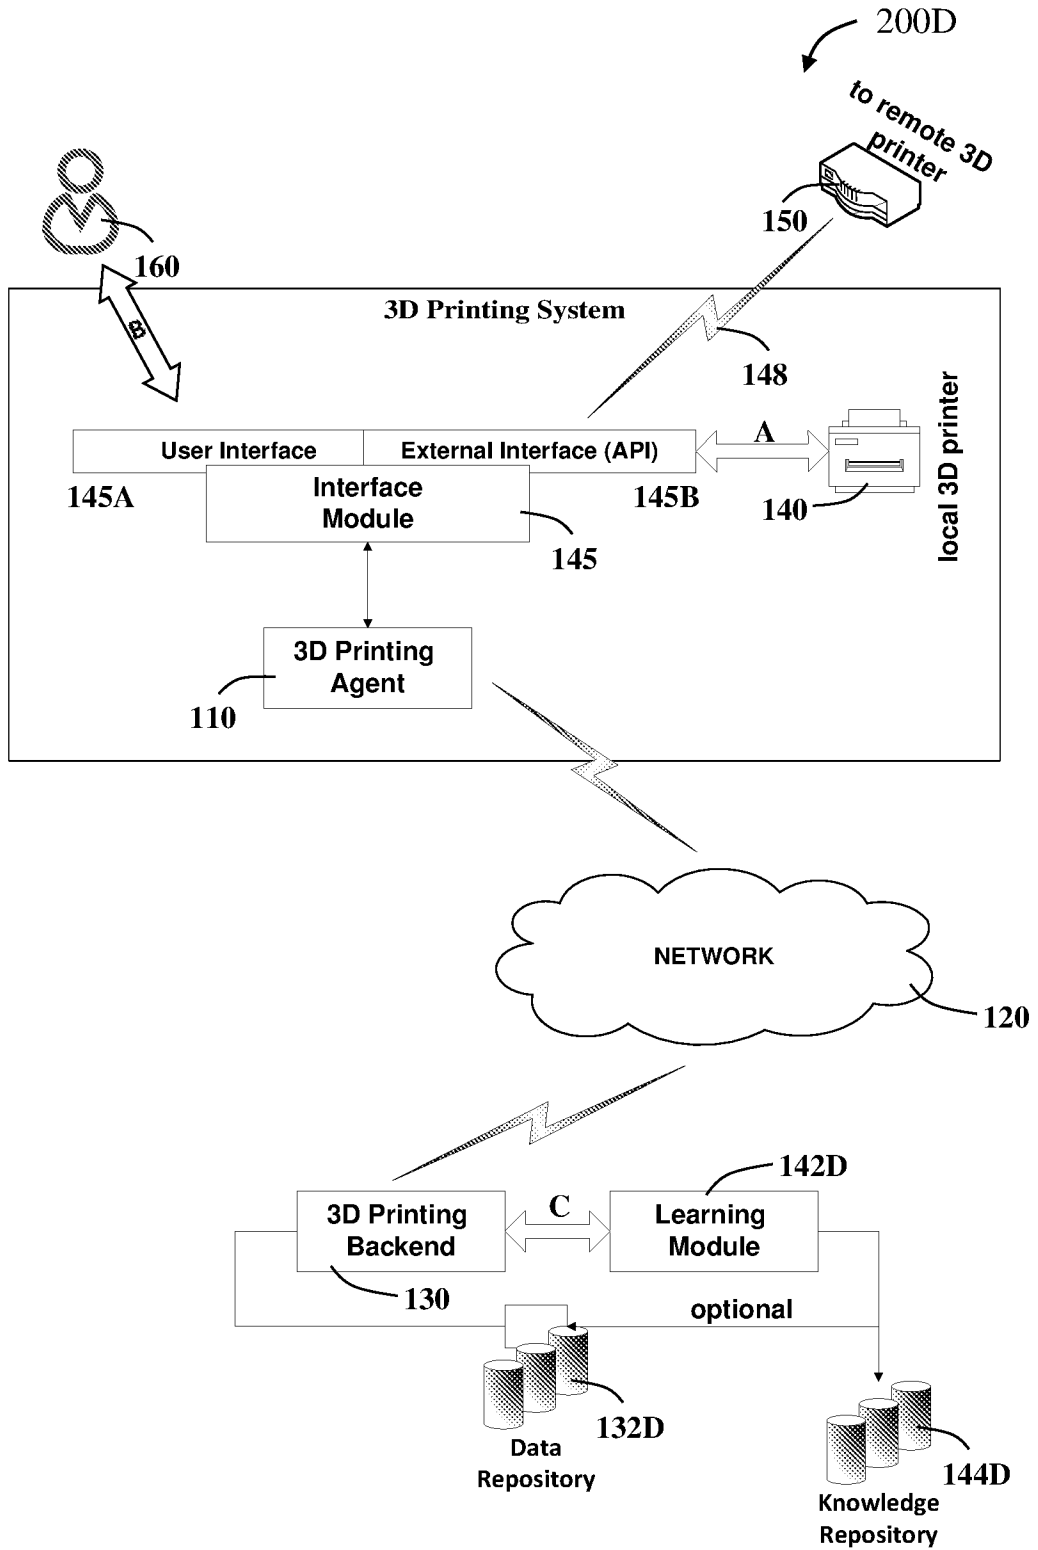 200D
to remote 3D
printer
150
160
3D Printing System
B
148
User Interface
External Interface (API)
A
145A
Interface
Module
145B
140
local 3D printer
145
3D Printing
Agent
110
NETWORK
120
142D
3D Printing
Backend
C
Learning
Module
130
optional
132D
Data
Repository
144D
Knowledge
Repository